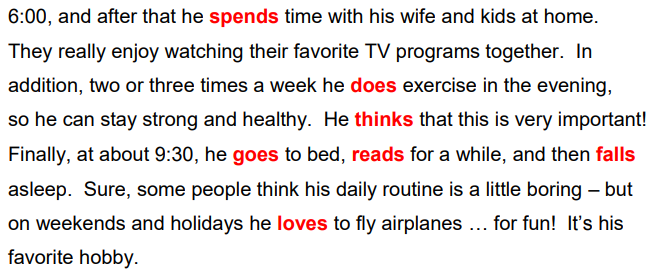 6:00, and after that he spends time with his wife and kids at home.
They really enjoy watching their favorite TV programs together.  In
addition, two or three times a week he does exercise in the evening,
so he can stay strong and healthy.  He thinks that this is very important!
Finally, at about 9:30, he goes to bed, reads for a while, and then falls
asleep.  Sure, some people think his daily routine is a little boring – but
on weekends and holidays he loves to fly airplanes … for fun!  It’s his
favorite hobby.